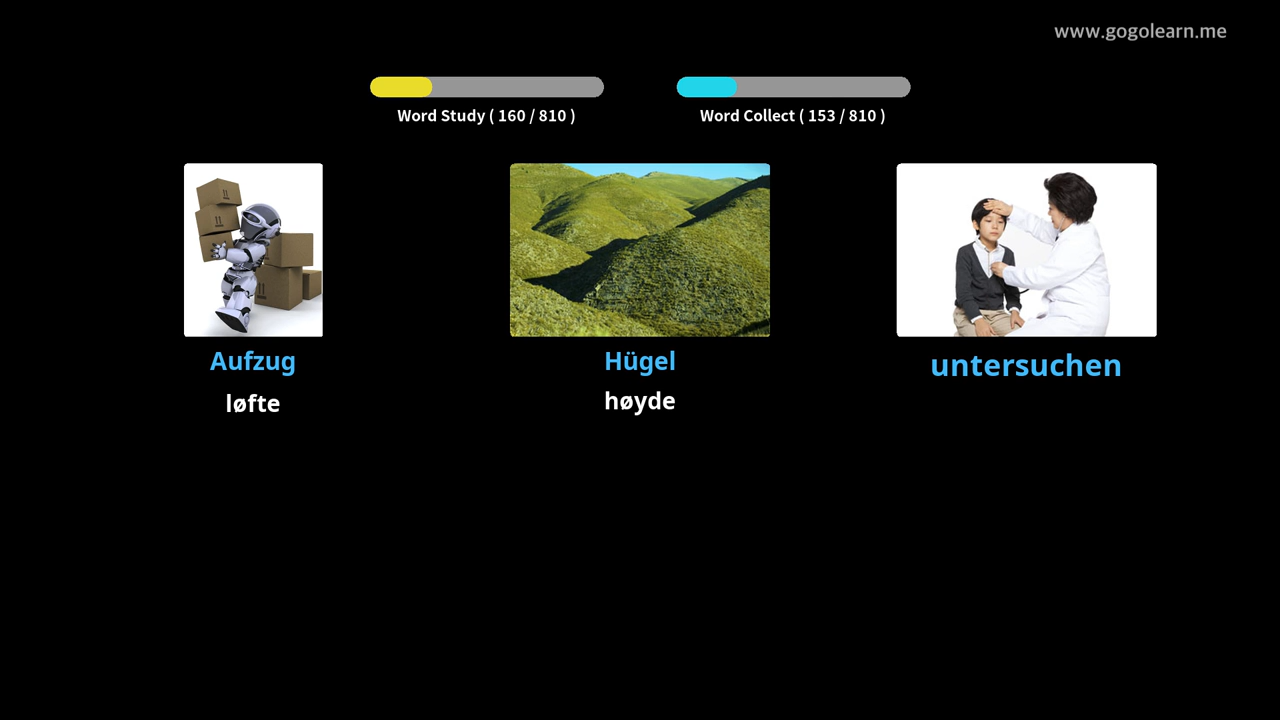 www.gogolearn.me
Word Study ( 160 / 810 )
Word Collect ( 153 / 810 )
Aufzug
løfte
Hügel
høyde
untersuchen